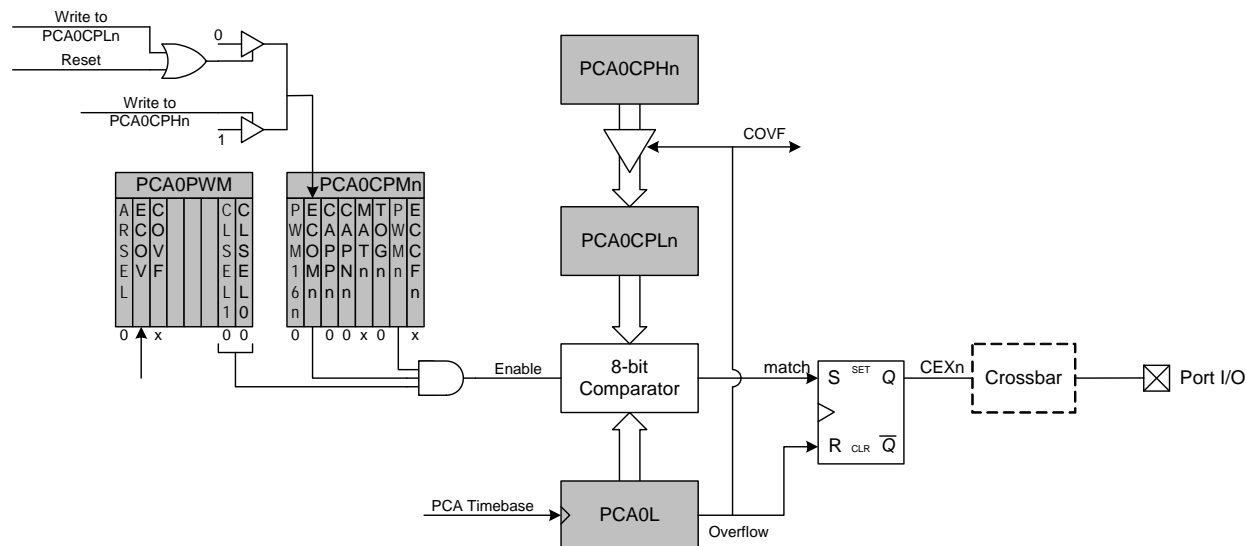 Write to
PCA0CPLn
Reset
0
Write to
PCA0CPHn
1
PCA0CPHn
COVF
PCA0PWM
ARSEL
ECOV
COVF
CLSEL1
CLSEL0
0
x
0
0
PCA0CPMn
PWM16n
ECOMn
CAPPn
CAPNn
MATn
TOGn
PWMn
ECCFn
0
0
0
x
0
x
PCA0CPLn
Enable
8-bit
Comparator
match
S SET Q
R CLR Q
CEXn
Crossbar
Port I/O
PCA Timebase
PCA0L
Overflow